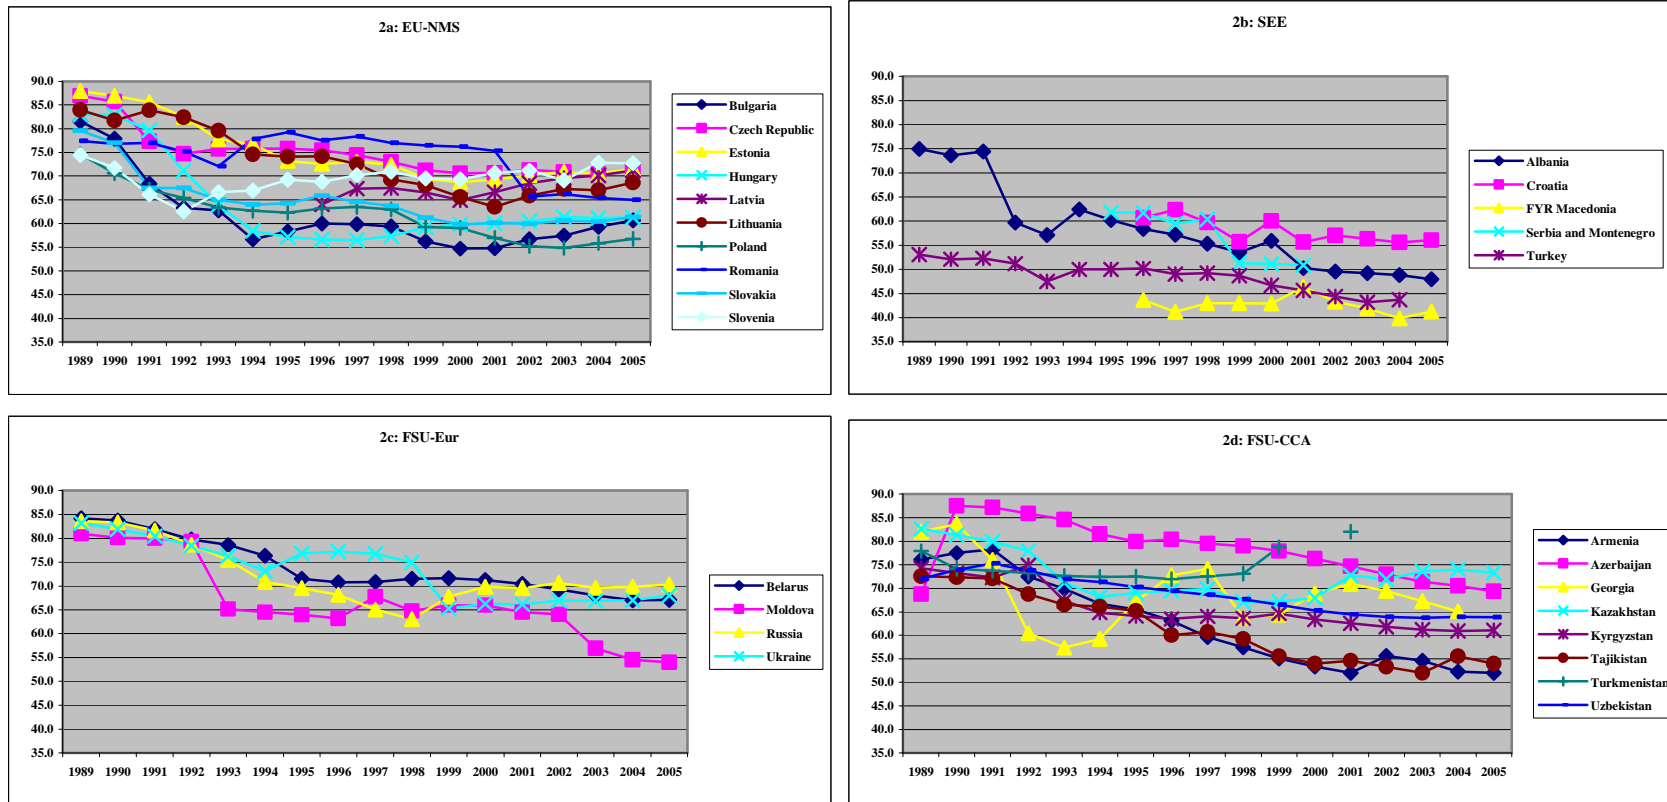 2a: EU-NMS
90.0
85.0
80.0
75.0
70.0
65.0
60.0
55.0
50.0
45.0
40.0
35.0
1989 1990 1991 1992 1993 1994 1995 1996 1997 1998 1999 2000 2001 2002 2003 2004 2005
Bulgaria
Czech Republic
Estonia
Hungary
Latvia
Lithuania
Poland
Romania
Slovakia
Slovenia
2b: SEE
90.0
85.0
80.0
75.0
70.0
65.0
60.0
55.0
50.0
45.0
40.0
35.0
1989 1990 1991 1992 1993 1994 1995 1996 1997 1998 1999 2000 2001 2002 2003 2004 2005
Albania
Croatia
FYR Macedonia
Serbia and Montenegro
Turkey
2c: FSU-Eur
90.0
85.0
80.0
75.0
70.0
65.0
60.0
55.0
50.0
45.0
40.0
35.0
1989 1990 1991 1992 1993 1994 1995 1996 1997 1998 1999 2000 2001 2002 2003 2004 2005
Belarus
Moldova
Russia
Ukraine
2d: FSU-CCA
90.0
85.0
80.0
75.0
70.0
65.0
60.0
55.0
50.0
45.0
40.0
35.0
1989 1990 1991 1992 1993 1994 1995 1996 1997 1998 1999 2000 2001 2002 2003 2004 2005
Armenia
Azerbaijan
Georgia
Kazakhstan
Kyrgyzstan
Tajikistan
Turkmenistan
Uzbekistan